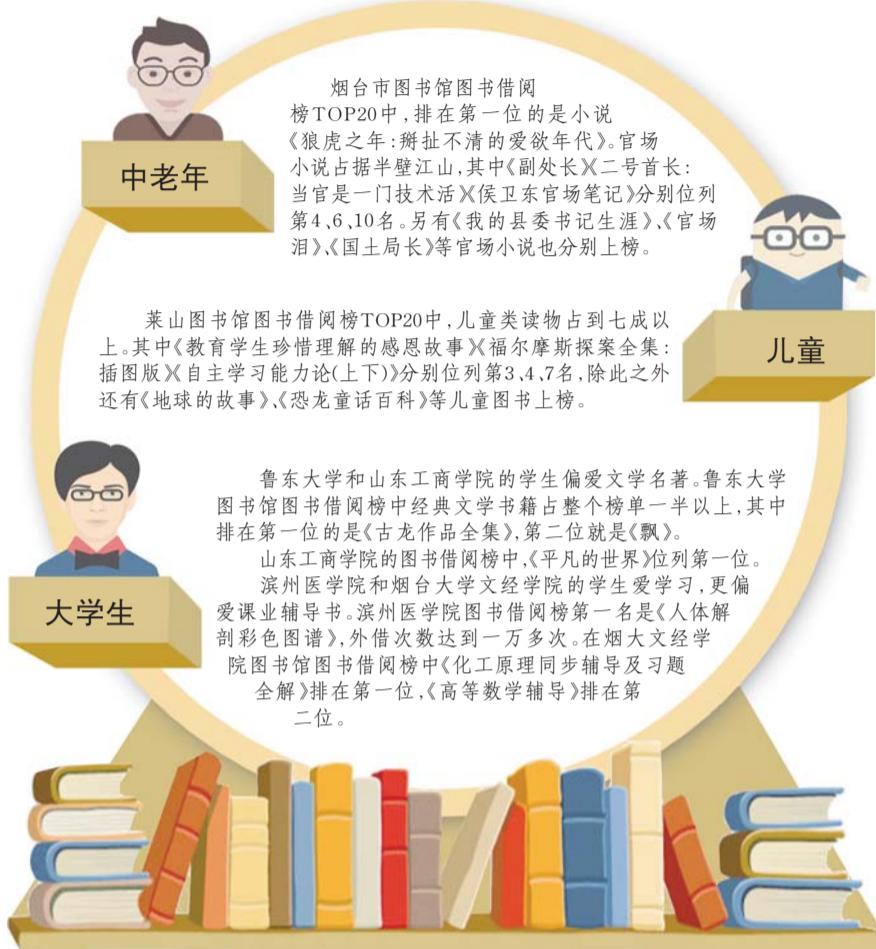 中老年
烟台市图书馆图书借阅
榜TOP20中,排在第一位的是小说
《狼虎之年:掰扯不清的爱欲年代》。官场
小说占据半壁江山,其中《副处长》《二号首长:
当官是一门技术活》《侯卫东官场笔记》分别位列
第4、6、10名。另有《我的县委书记生涯》、《官场
泪》、《国土局长》等官场小说也分别上榜。
儿童
莱山图书馆图书借阅榜TOP20中,儿童类读物占到七成以
上。其中《教育学生珍惜理解的感恩故事》《福尔摩斯探案全集:
插图版》《自主学习能力论(上下)》分别位列第3、4、7名,除此之外
还有《地球的故事》、《恐龙童话百科》等儿童图书上榜。
大学生
鲁东大学和山东工商学院的学生偏爱文学名著。鲁东大学
图书馆图书借阅榜中经典文学书籍占整个榜单一半以上,其中
排在第一位的是《古龙作品全集》,第二位就是《飘》。
山东工商学院的图书借阅榜中,《平凡的世界》位列第一位。
滨州医学院和烟台大学文经学院的学生爱学习,更偏
爱课业辅导书。滨州医学院图书借阅榜第一名是《人体解
剖彩色图谱》,外借次数达到一万多次。在烟大文经学
院图书馆图书借阅榜中《化工原理同步辅导及习题
全解》排在第一位,《高等数学辅导》排在第
二位。